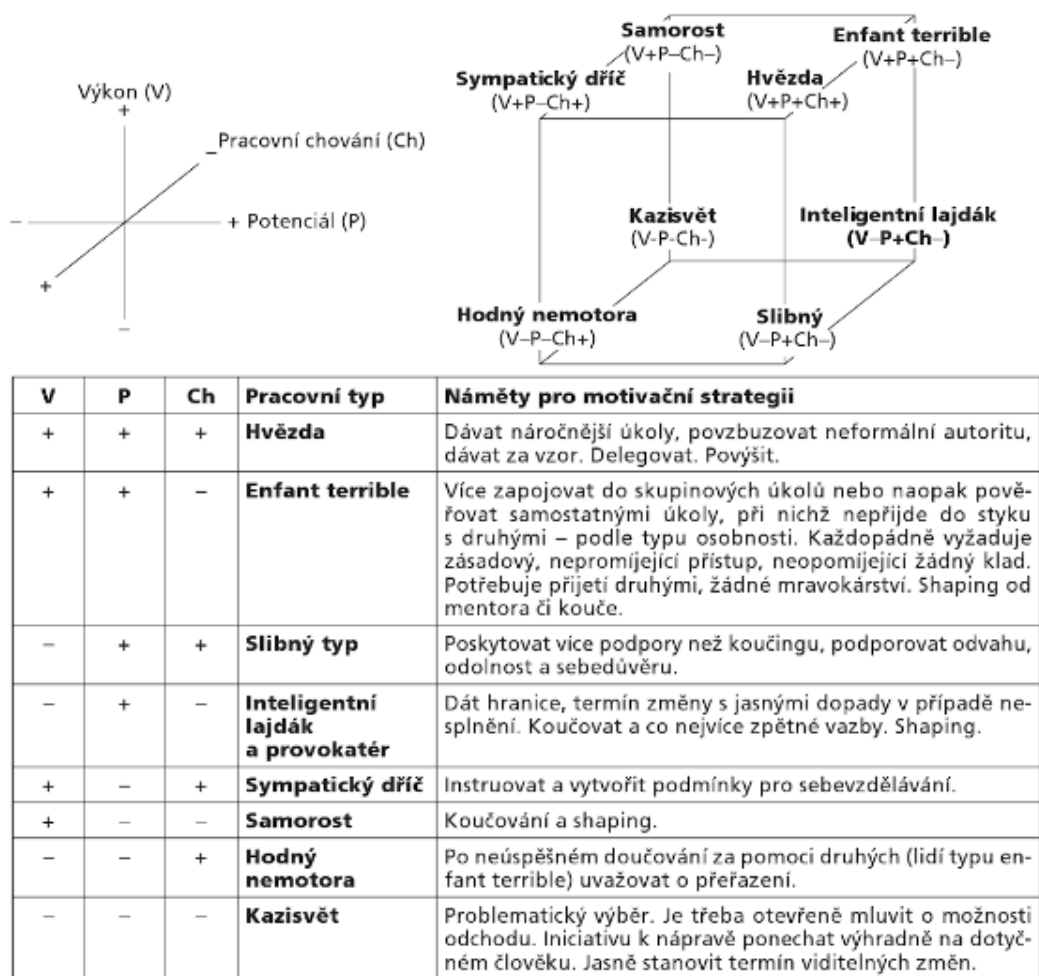 Výkon (V)
+
– Pracovní chování (Ch)
– + Potenciál (P)
+
–
Samorost
(V+P–Ch–)
Enfant terrible
(V+P+Ch–)
Sympatický dříč
(V+P–Ch+)
Hvězda
(V+P+Ch+)
Kazisvět
(V-P-Ch-)
Inteligentní lajdák
(V–P+Ch–)
Hodný nemotora
(V–P–Ch+)
Slibný
(V–P+Ch–)
V P Ch Pracovní typ Náměty pro motivační strategii
+ + + Hvězda Dávat náročnější úkoly, povzbuzovat neformální autoritu,
dávat za vzor. Delegovat. Povýšit.
+ + – Enfant terrible Více zapojovat do skupinových úkolů nebo naopak pově-
řovat samostatnými úkoly, při nichž nepřijde do styku
s druhými – podle typu osobnosti. Každopádně vyžaduje
zásadový, nepromíjející přístup, neopomíjející žádný klad.
Potřebuje přijetí druhými, žádné mravokárství. Shaping od
mentora či kouče.
– + + Slibný typ Poskytovat více podpory než koučingu, podporovat odvahu,
odolnost a sebedůvěru.
– + – Inteligentní Dát hranice, termín změny s jasnými dopady v případě ne-
lajdák splnění. Koučovat a co nejvíce zpětné vazby. Shaping.
a provokatér
+ – + Sympatický dříč Instruovat a vytvořit podmínky pro sebevzdělávání.
+ – – Samorost Koučování a shaping.
– – + Hodný Po neúspěšném doučování za pomoci druhých (lidí typu en-
nemotora fant terrible) uvažovat o přeřazení.
– – – Kazisvět Problematický výběr. Je třeba otevřeně mluvit o možnosti
odchodu. Iniciativu k nápravě ponechat výhradně na dotyč-
ném člověku. Jasně stanovit termín viditelných změn.